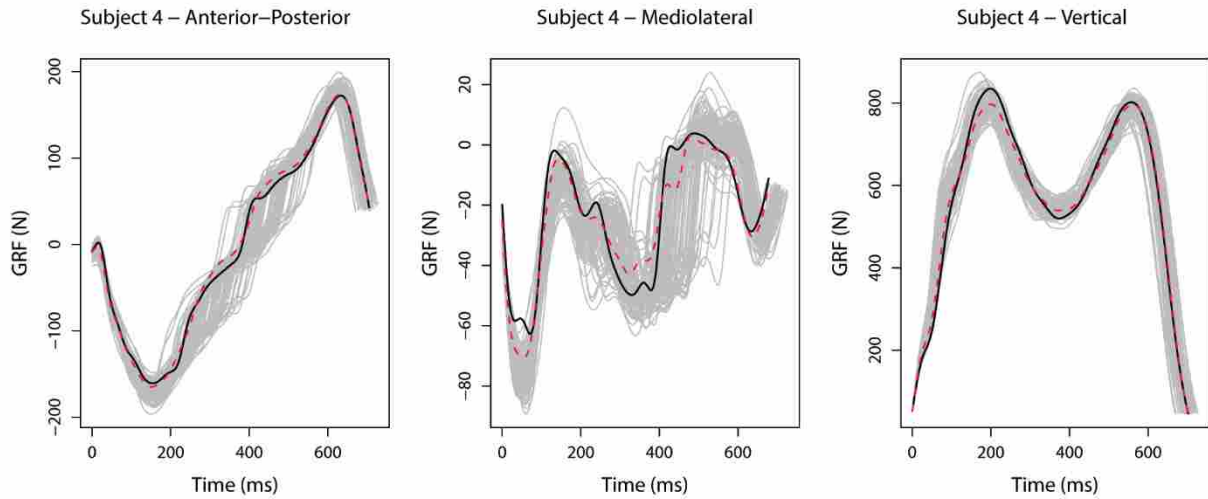 Subject 4 – Anterior–Posterior
GRF (N)
200
100
0
−100
−200
0 200 400 600
Time (ms)
Subject 4 – Mediolateral
GRF (N)
20
0
−20
−40
−60
−80
0 200 400 600
Time (ms)
Subject 4 – Vertical
GRF (N)
800
600
400
200
0 200 400 600
Time (ms)